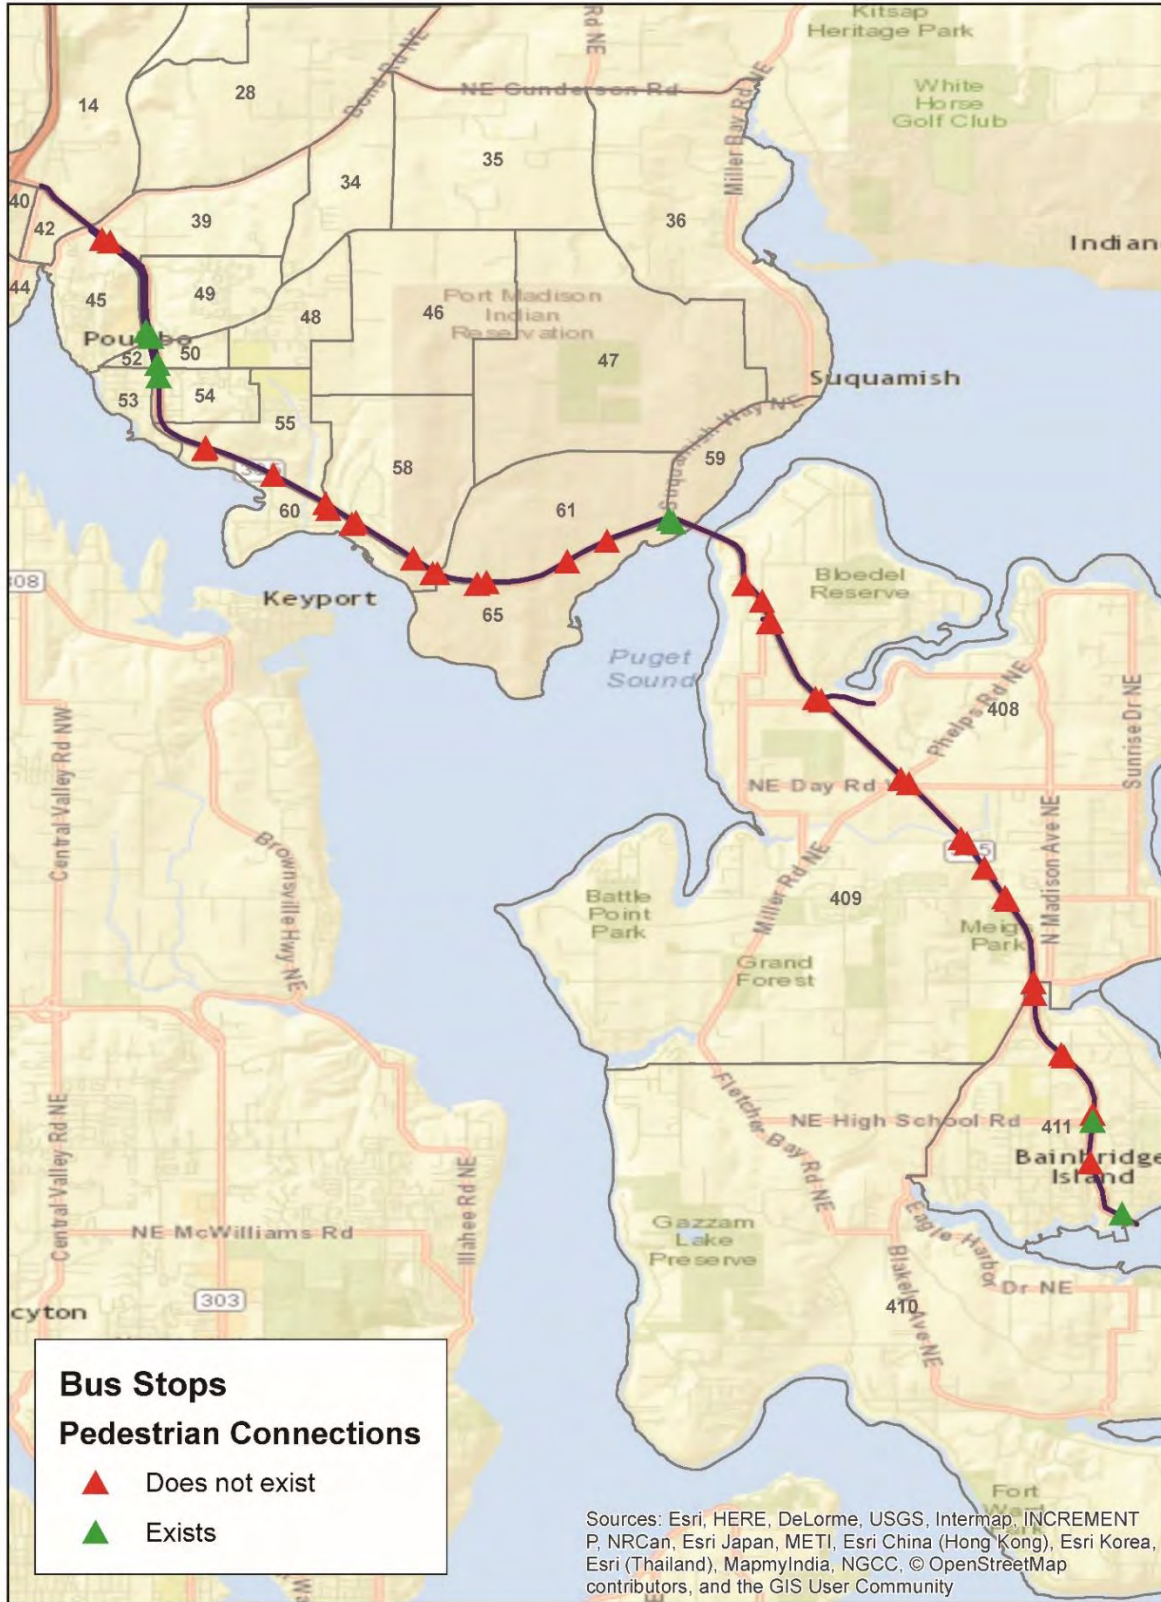 Kitsap
Heritage Park
Bond Rd NE
Rd NE
NE Gunderson Rd
Miller Bay Rd NE
White
Horse
Golf Club
14
28
35
34
36
40
42
39
Indian
44
45
49
48
46
Port Madison
Indian
Reservation
47
52
50
Suquamish
53
54
55
Suquamish Way NE
59
58
61
60
308
Keyport
65
Bloedel
Reserve
Puget
Sound
Phelps Rd NE
408
Sunrise Dr NE
Central Valley Rd NW
NE Day Rd
Brownsville Hwy NE
Miller Rd NE
N Madison Ave NE
409
Battle
Point
Park
Park
Grand
Forest
Fletcher Bay Rd NE
NE High School Rd
411
Bainbridge
Island
Central Valley Rd NE
Illahee Rd NE
NE McWilliams Rd
Gazzam
Lake
Preserve
Eagle Harbor
Dr NE
Blakely Ave NE
410
303
cyton
Fort
Bus Stops
Pedestrian Connections
Does not exist
Exists
Sources: Esri, HERE, DeLorme, USGS, Intermap, INCREMENT
P, NRCan, Esri Japan, METI, Esri China (Hong Kong), Esri Korea,
Esri (Thailand), MapmyIndia, NGCC, © OpenStreetMap
contributors, and the GIS User Community